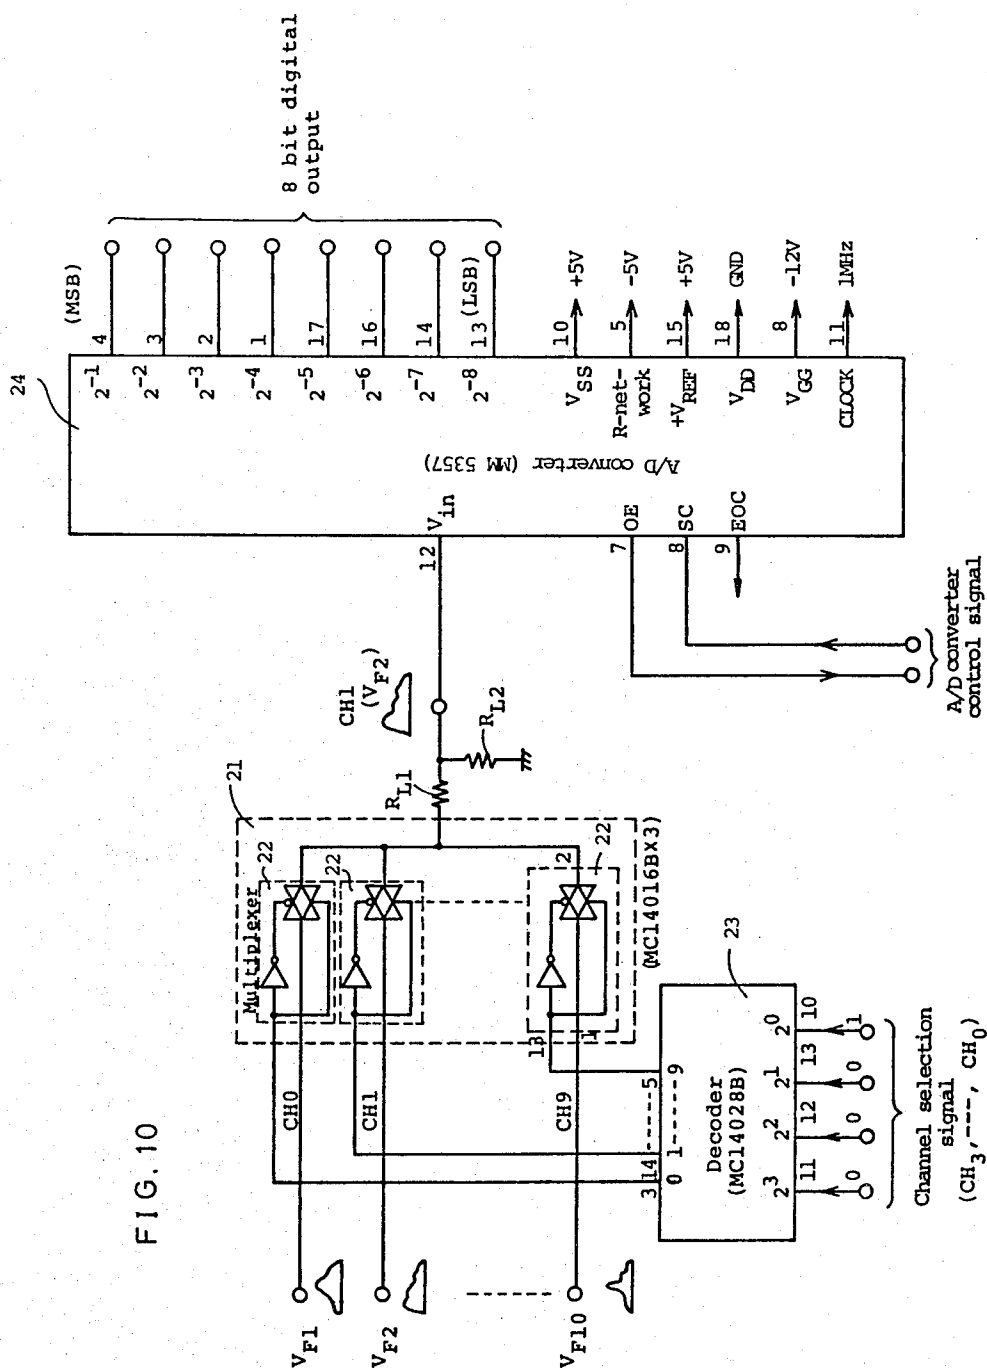 FIG. 10
V_F1
V_F2
V_F10
CH0
CH1
CH9
Multiplexer
21
22
22
22
13
1
2
(MC14016B×3)
R_L1
R_L2
CH1
(V_F2)
3 14 ----- 5
0 1 ----- 9
Decoder
(MC14028B)
23
2^3 2^2 2^1 2^0
11 12 13 10
0 0 0 1
Channel selection
signal
(CH_3,---, CH_0)
24
A/D converter (MM 5357)
12
V_in
7
OE
8
SC
9
EOC
A/D converter
control signal
(MSB)
2^-1 4
2^-2 3
2^-3 2
2^-4 1
2^-5 17
2^-6 16
2^-7 14
2^-8 13
(LSB)
8 bit digital
output
V_SS 10 +5V
R-net-
work 5 -5V
+V_REF 15 +5V
V_DD 18 GND
V_GG 8 -12V
CLOCK 11 1MHz